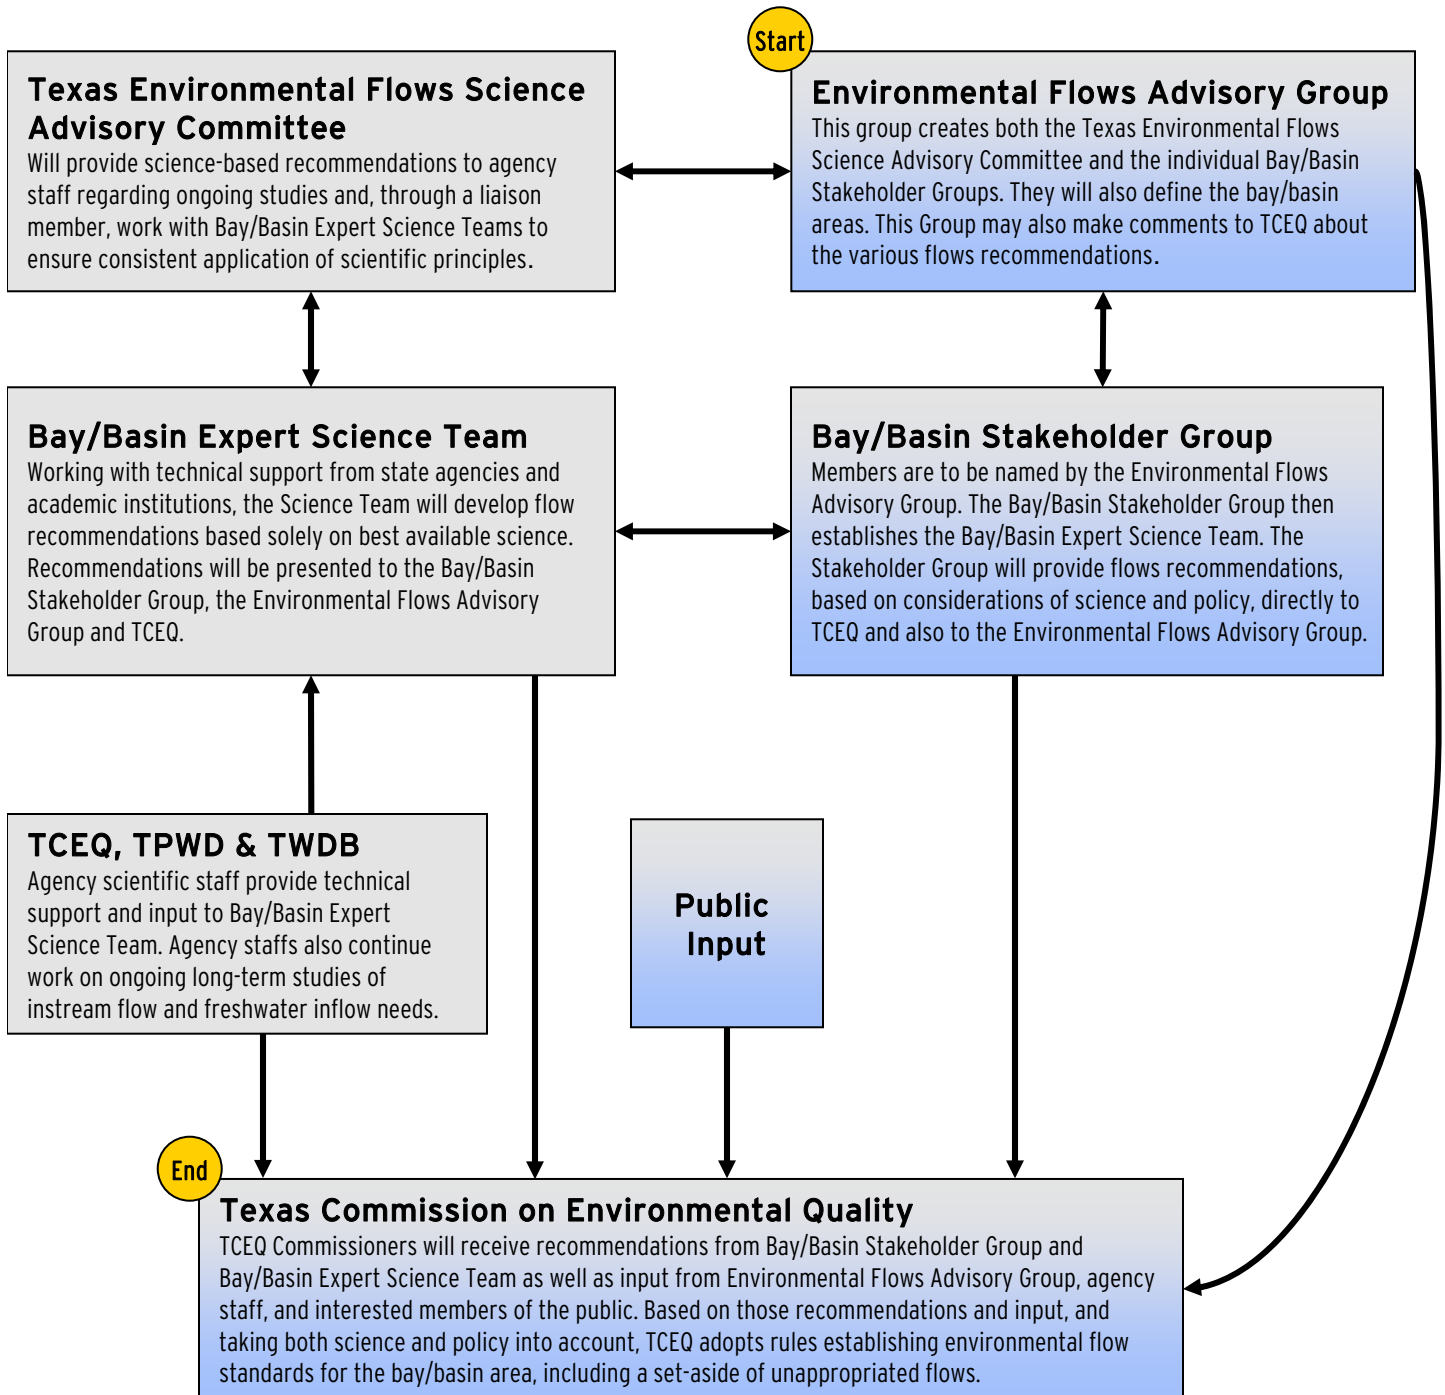 Start
Texas Environmental Flows Science
Advisory Committee
Will provide science-based recommendations to agency
staff regarding ongoing studies and, through a liaison
member, work with Bay/Basin Expert Science Teams to
ensure consistent application of scientific principles.
Environmental Flows Advisory Group
This group creates both the Texas Environmental Flows
Science Advisory Committee and the individual Bay/Basin
Stakeholder Groups. They will also define the bay/basin
areas. This Group may also make comments to TCEQ about
the various flows recommendations.
Bay/Basin Expert Science Team
Working with technical support from state agencies and
academic institutions, the Science Team will develop flow
recommendations based solely on best available science.
Recommendations will be presented to the Bay/Basin
Stakeholder Group, the Environmental Flows Advisory
Group and TCEQ.
Bay/Basin Stakeholder Group
Members are to be named by the Environmental Flows
Advisory Group. The Bay/Basin Stakeholder Group then
establishes the Bay/Basin Expert Science Team. The
Stakeholder Group will provide flows recommendations,
based on considerations of science and policy, directly to
TCEQ and also to the Environmental Flows Advisory Group.
TCEQ, TPWD & TWDB
Agency scientific staff provide technical
support and input to Bay/Basin Expert
Science Team. Agency staffs also continue
work on ongoing long-term studies of
instream flow and freshwater inflow needs.
Public
Input
End
Texas Commission on Environmental Quality
TCEQ Commissioners will receive recommendations from Bay/Basin Stakeholder Group and
Bay/Basin Expert Science Team as well as input from Environmental Flows Advisory Group, agency
staff, and interested members of the public. Based on those recommendations and input, and
taking both science and policy into account, TCEQ adopts rules establishing environmental flow
standards for the bay/basin area, including a set-aside of unappropriated flows.